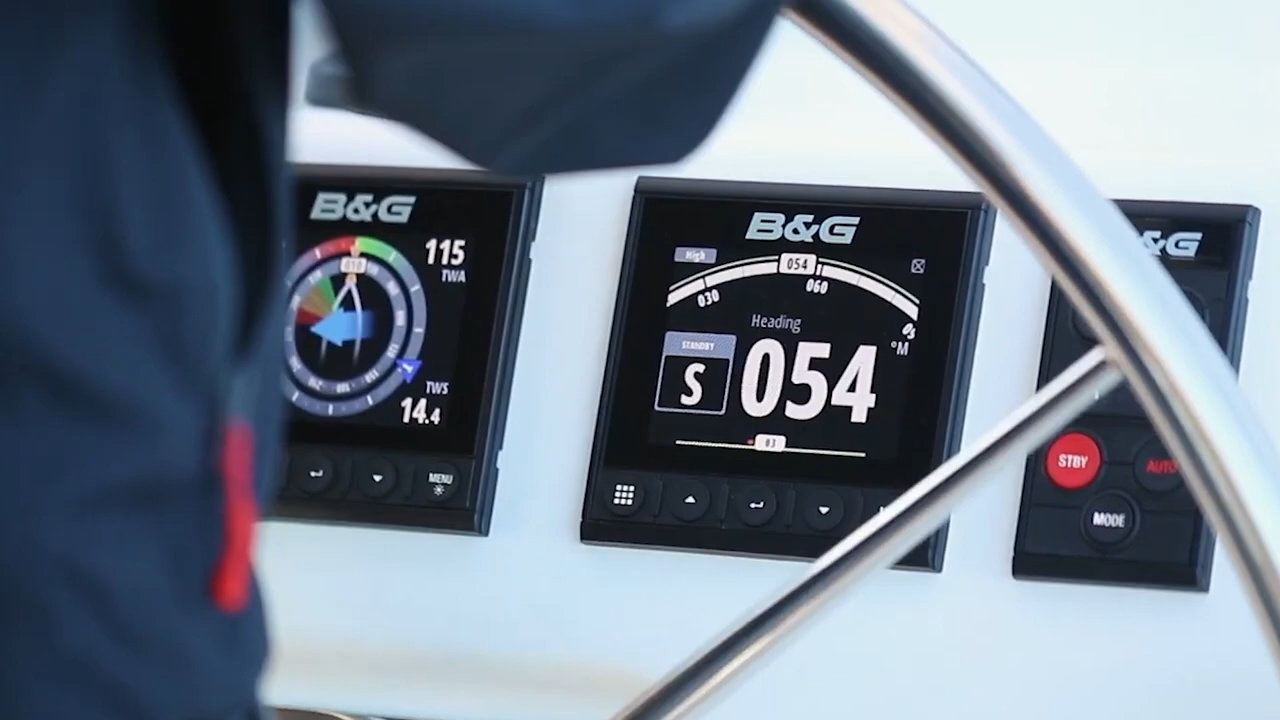 B&G
115
TWA
TWS
14.4
MENU
B&G
High
054
030
060
Heading
°M
STANDBY
S
054
03
&G
STBY
AUTO
MODE